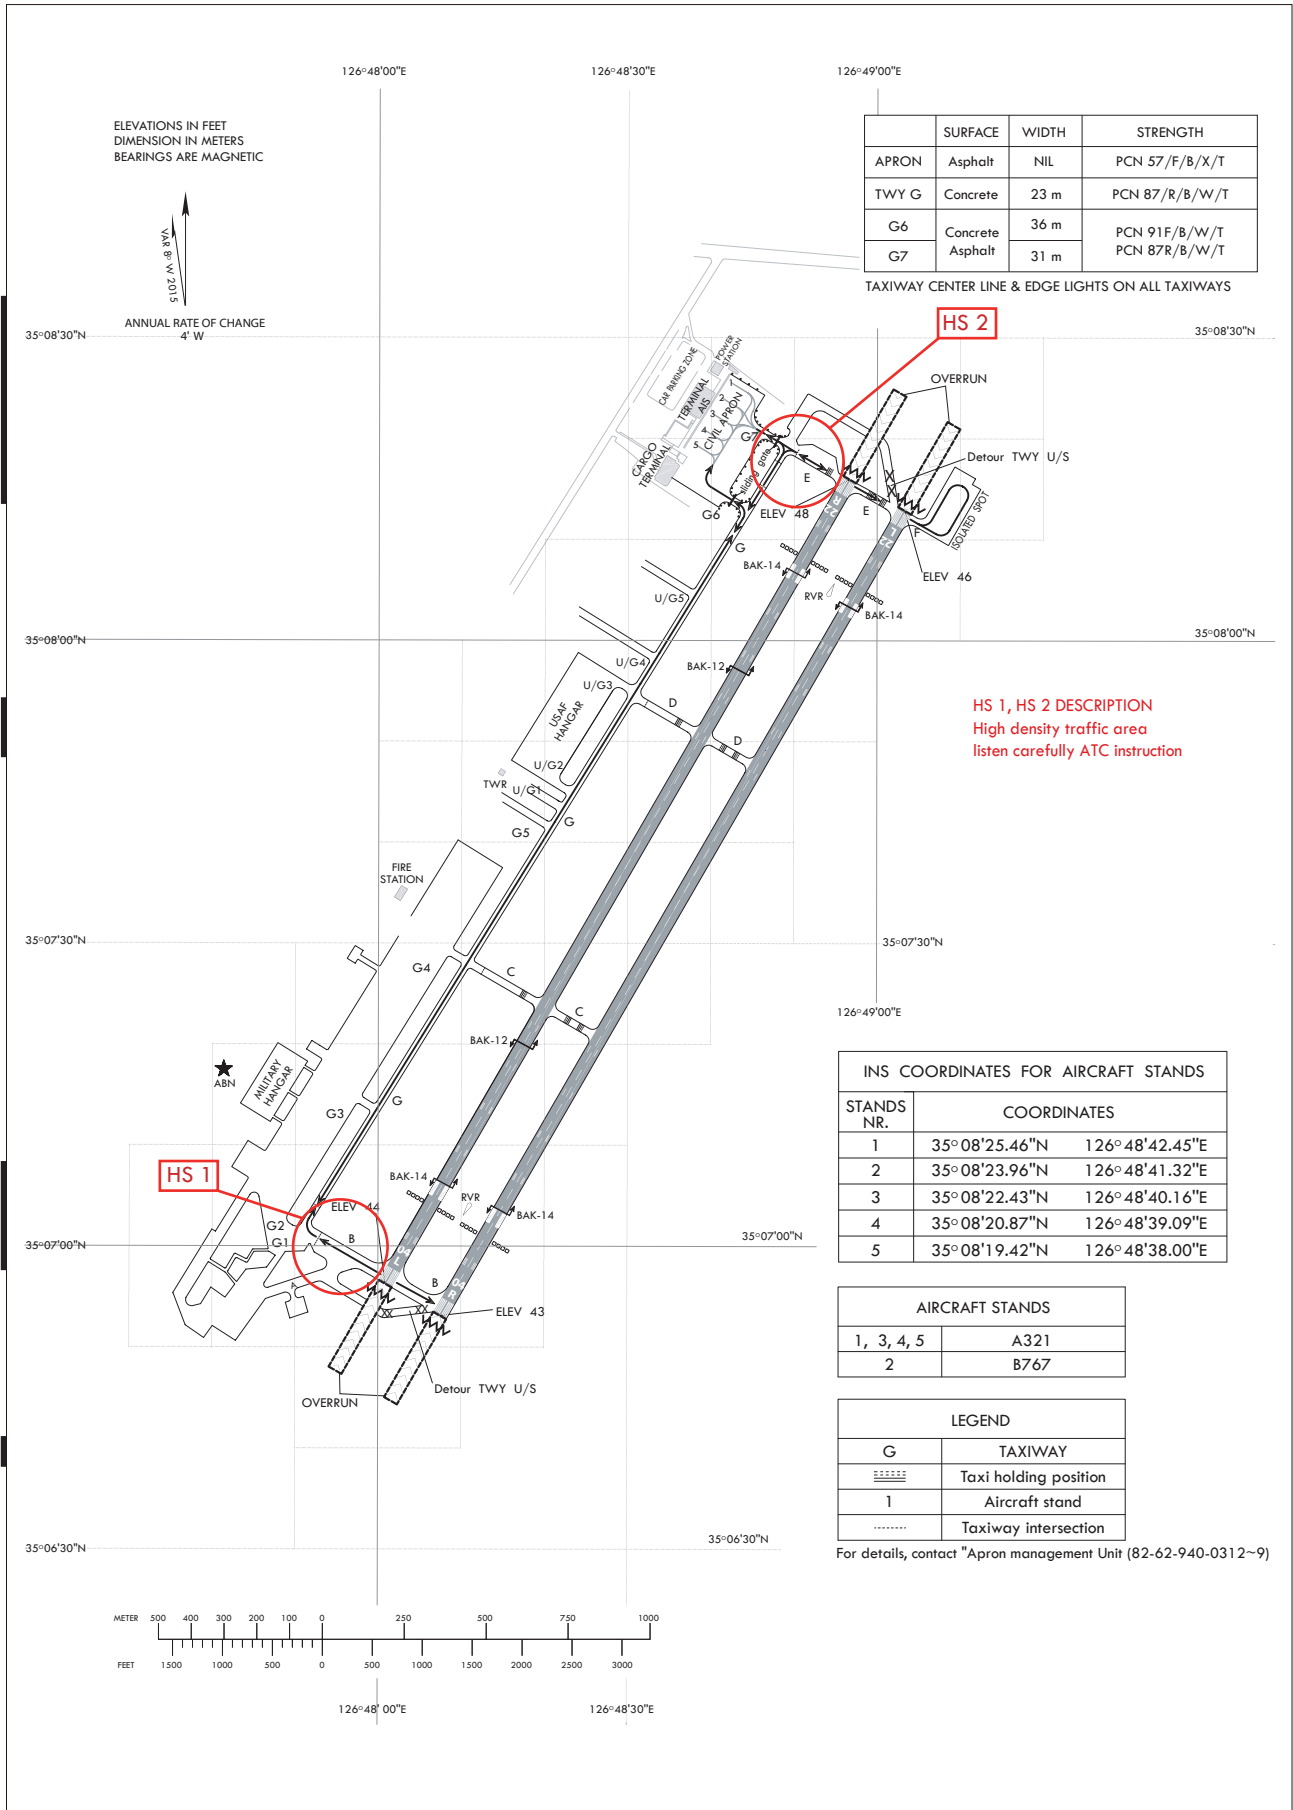 126°48'00"E
126°48'30"E
126°49'00"E
ELEVATIONS IN FEET
DIMENSION IN METERS
BEARINGS ARE MAGNETIC
VAR 8° W 2015
ANNUAL RATE OF CHANGE
4' W
SURFACE WIDTH STRENGTH
APRON Asphalt NIL PCN 57/F/B/X/T
TWY G Concrete 23 m PCN 87/R/B/W/T
G6 Concrete Asphalt 36 m PCN 91F/B/W/T
G7 31 m PCN 87R/B/W/T
TAXIWAY CENTER LINE & EDGE LIGHTS ON ALL TAXIWAYS
35°08'30"N
35°08'30"N
HS 2
POWER
STATION
CAR PARKING ZONE
TERMINAL
AIS
CIVIL APRON
1
2
3
4
5
CARGO
TERMINAL
G7
sliding gate
G6
OVERRUN
Detour TWY U/S
E
E
F
ISOLATED SPOT
ELEV 48
22
R
22
L
G
ELEV 46
BAK-14
RVR
BAK-14
U/G5
35°08'00"N
35°08'00"N
U/G4
BAK-12
U/G3
USAF
HANGAR
D
D
HS 1, HS 2 DESCRIPTION
High density traffic area
listen carefully ATC instruction
U/G2
TWR
U/G1
G5
G
FIRE
STATION
35°07'30"N
35°07'30"N
G4
C
C
126°49'00"E
BAK-12
ABN
MILITARY
HANGAR
G3
G
INS COORDINATES FOR AIRCRAFT STANDS
STANDS
NR.
COORDINATES
1 35°08'25.46"N 126°48'42.45"E
2 35°08'23.96"N 126°48'41.32"E
3 35°08'22.43"N 126°48'40.16"E
4 35°08'20.87"N 126°48'39.09"E
5 35°08'19.42"N 126°48'38.00"E
HS 1
BAK-14
RVR
BAK-14
ELEV 44
G2
G1
B
B
A
04
L
04
R
35°07'00"N
35°07'00"N
ELEV 43
Detour TWY U/S
OVERRUN
AIRCRAFT STANDS
1, 3, 4, 5 A321
2 B767
LEGEND
G TAXIWAY
Taxi holding position
1 Aircraft stand
Taxiway intersection
35°06'30"N
35°06'30"N
For details, contact "Apron management Unit (82-62-940-0312~9)
METER 500 400 300 200 100 0 250 500 750 1000
FEET 1500 1000 500 0 500 1000 1500 2000 2500 3000
126°48' 00"E
126°48'30"E